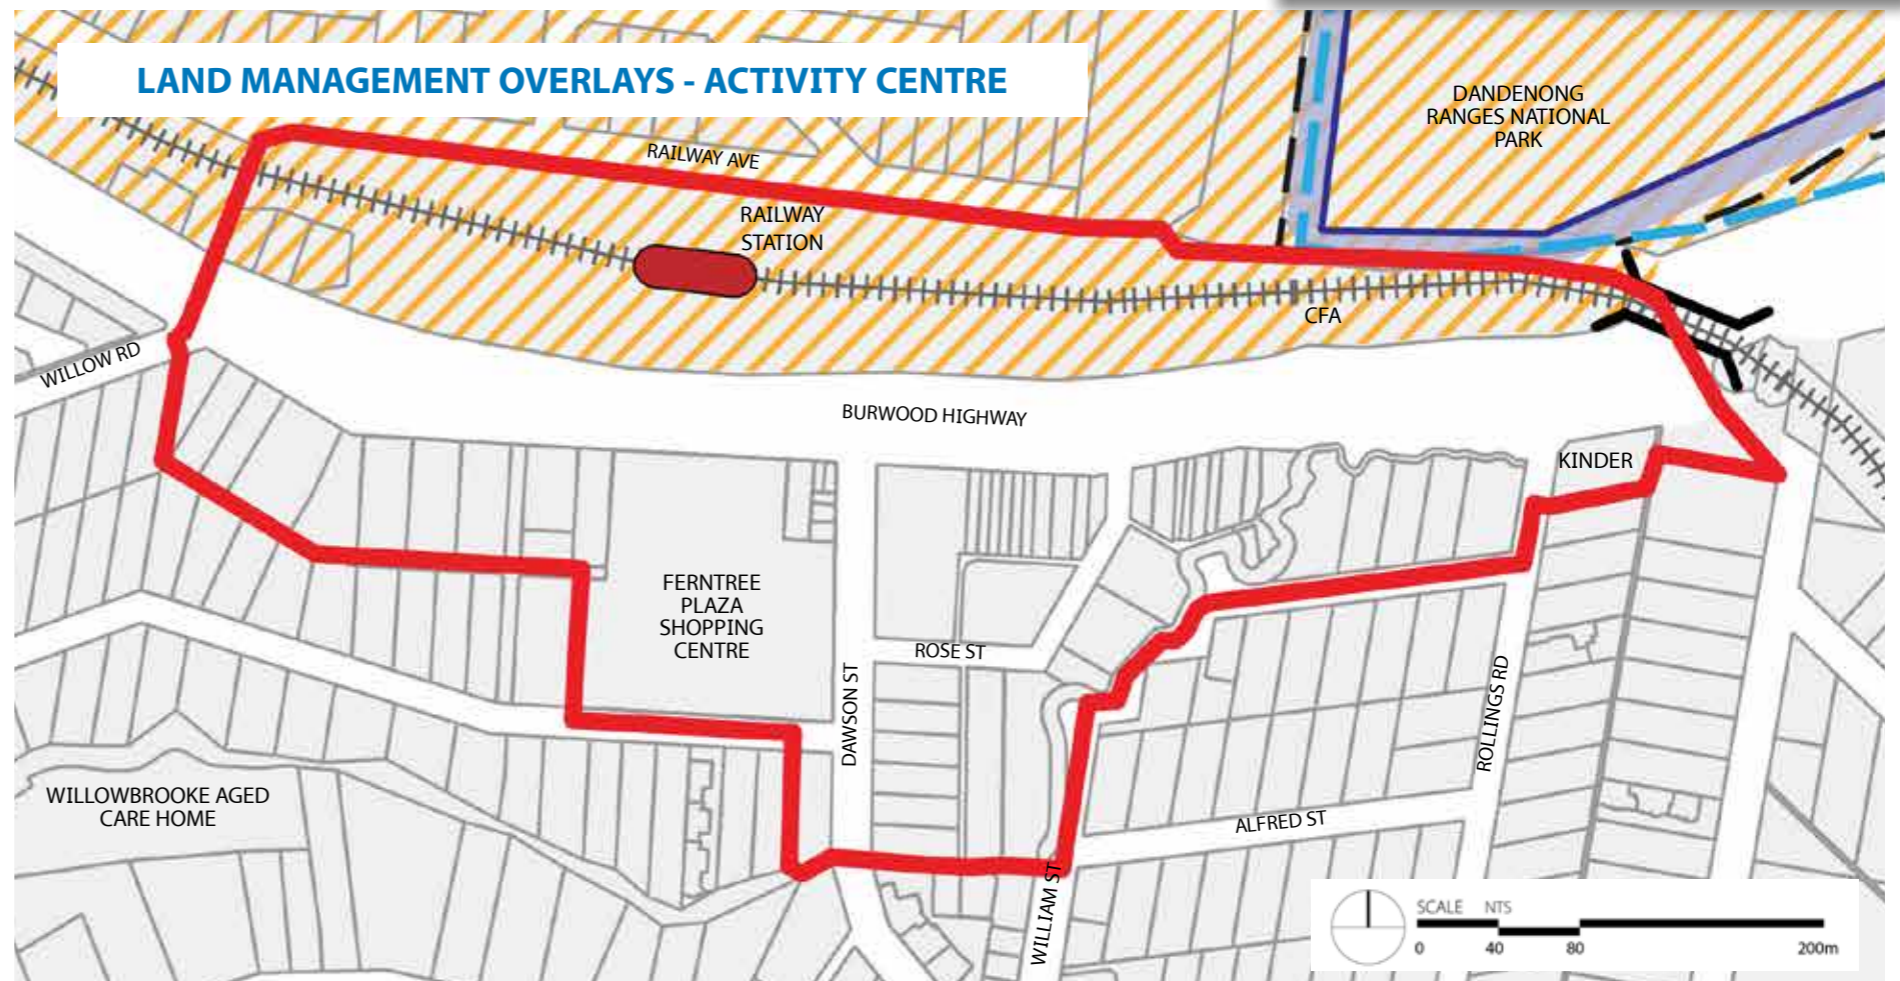 LAND MANAGEMENT OVERLAYS - ACTIVITY CENTRE
DANDENONG
RANGES NATIONAL
PARK
RAILWAY AVE
RAILWAY
STATION
CFA
WILLOW RD
BURWOOD HIGHWAY
KINDER
FERNTREE
PLAZA
SHOPPING
CENTRE
ROSE ST
DAWSON ST
ROLLINGS RD
WILLOWBROOKE AGED
CARE HOME
ALFRED ST
WILLIAM ST
SCALE NTS
0 40 80 200m